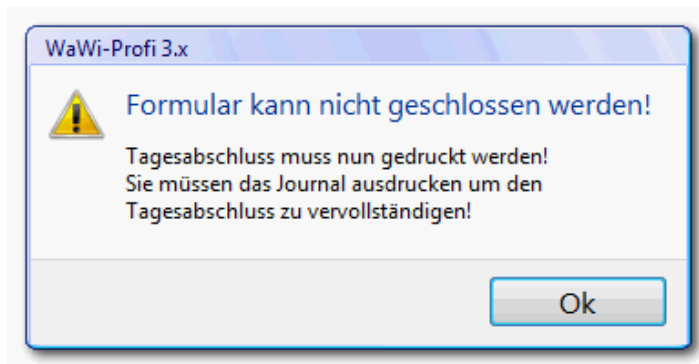 WaWi-Profi 3.x
Formular kann nicht geschlossen werden!
Tagesabschluss muss nun gedruckt werden!
Sie müssen das Journal ausdrucken um den
Tagesabschluss zu vervollständigen!
Ok